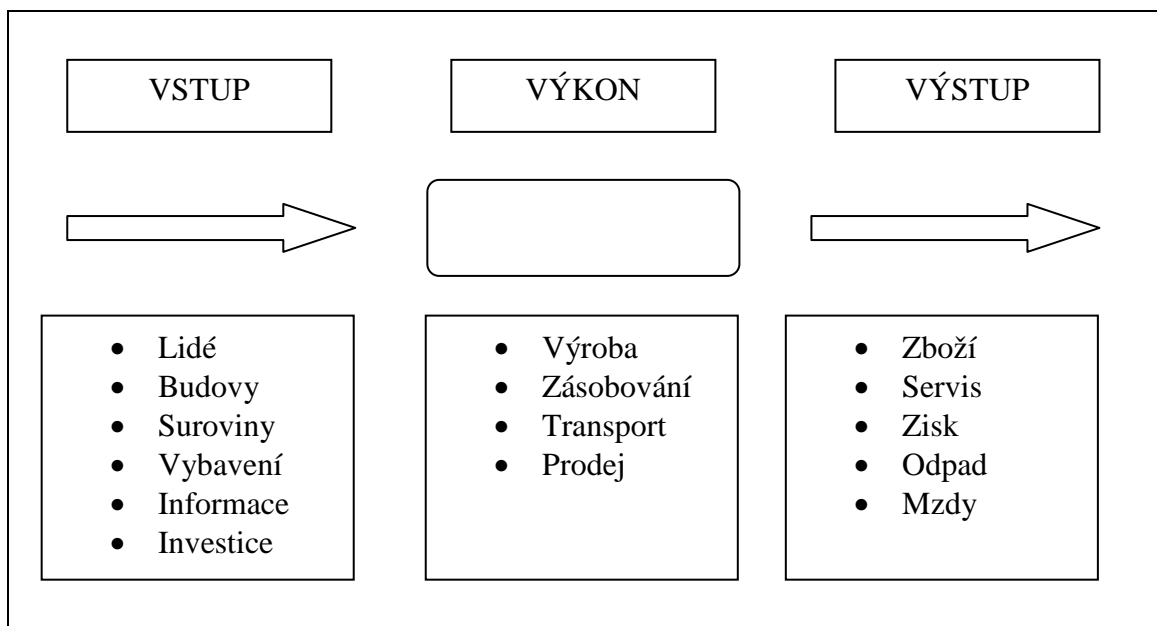 VSTUP
VÝKON
VÝSTUP
• Lidé
• Budovy
• Suroviny
• Vybavení
• Informace
• Investice
• Výroba
• Zásobování
• Transport
• Prodej
• Zboží
• Servis
• Zisk
• Odpad
• Mzdy